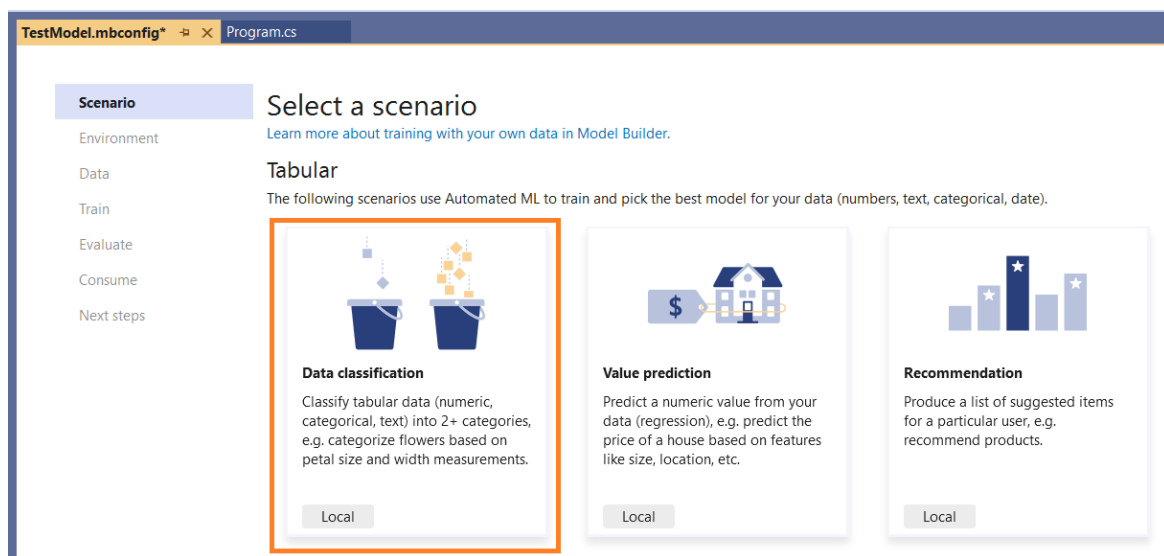 TestModel.mbconfig*
Program.cs
Scenario
Environment
Data
Train
Evaluate
Consume
Next steps
Select a scenario
Learn more about training with your own data in Model Builder.
Tabular
The following scenarios use Automated ML to train and pick the best model for your data (numbers, text, categorical, date).
Data classification
Classify tabular data (numeric,
categorical, text) into 2+ categories,
e.g. categorize flowers based on
petal size and width measurements.
Local
$
Value prediction
Predict a numeric value from your
data (regression), e.g. predict the
price of a house based on features
like size, location, etc.
Local
Recommendation
Produce a list of suggested items
for a particular user, e.g.
recommend products.
Local